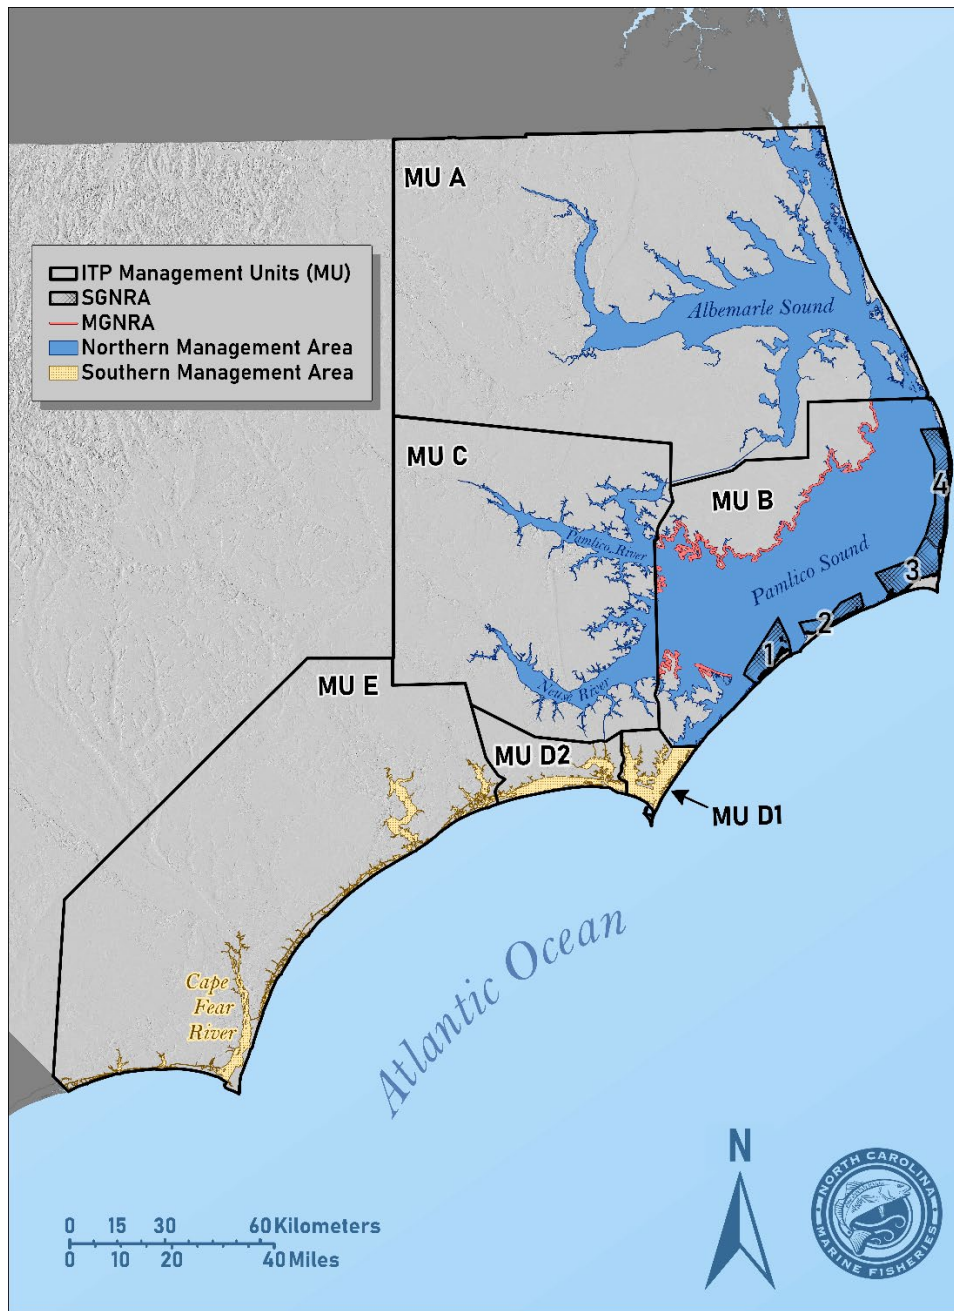 MU A
ITP Management Units (MU)
SGNRA
MGNRA
Northern Management Area
Southern Management Area
Albemarle Sound
MU C
MU B
4
Pamlico River
Pamlico Sound
3
2
1
MU E
Neuse River
MU D2
MU D1
Atlantic Ocean
Cape
Fear
River
N
NORTH CAROLINA
MARINE FISHERIES
0 15 30 60 Kilometers
0 10 20 40 Miles